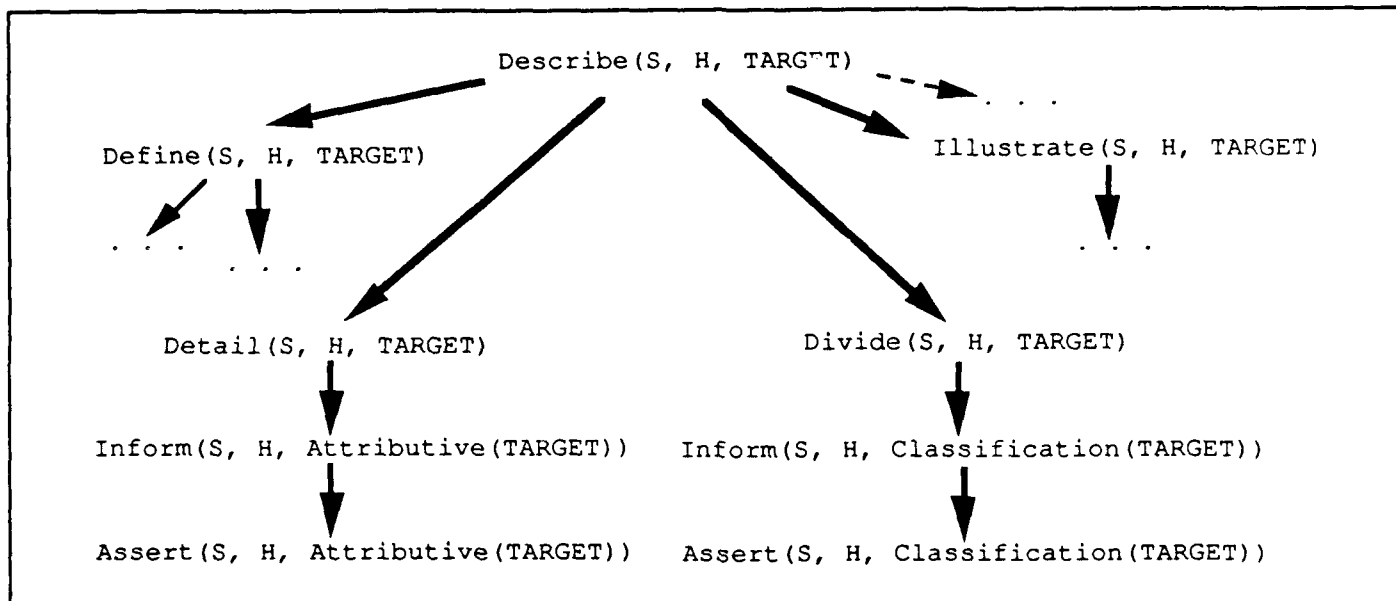 Describe(S, H, TARGET)
. . .
Define(S, H, TARGET)
Illustrate(S, H, TARGET)
. . .
. . .
. . .
Detail(S, H, TARGET)
Divide(S, H, TARGET)
Inform(S, H, Attributive(TARGET))
Inform(S, H, Classification(TARGET))
Assert(S, H, Attributive(TARGET))
Assert(S, H, Classification(TARGET))